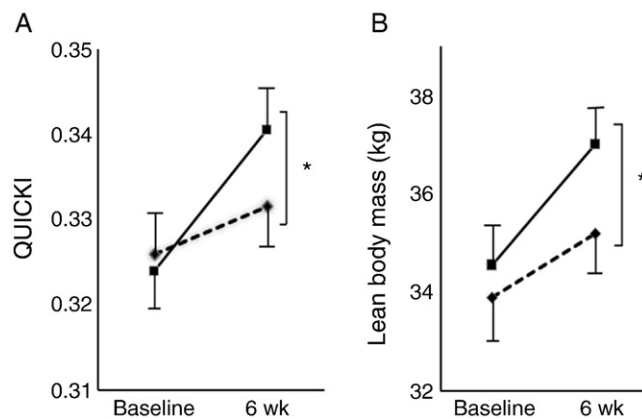 A
QUICKI
0.35
0.34
0.33
0.32
0.31
*
Baseline
6 wk
B
Lean body mass (kg)
38
36
34
32
*
Baseline
6 wk